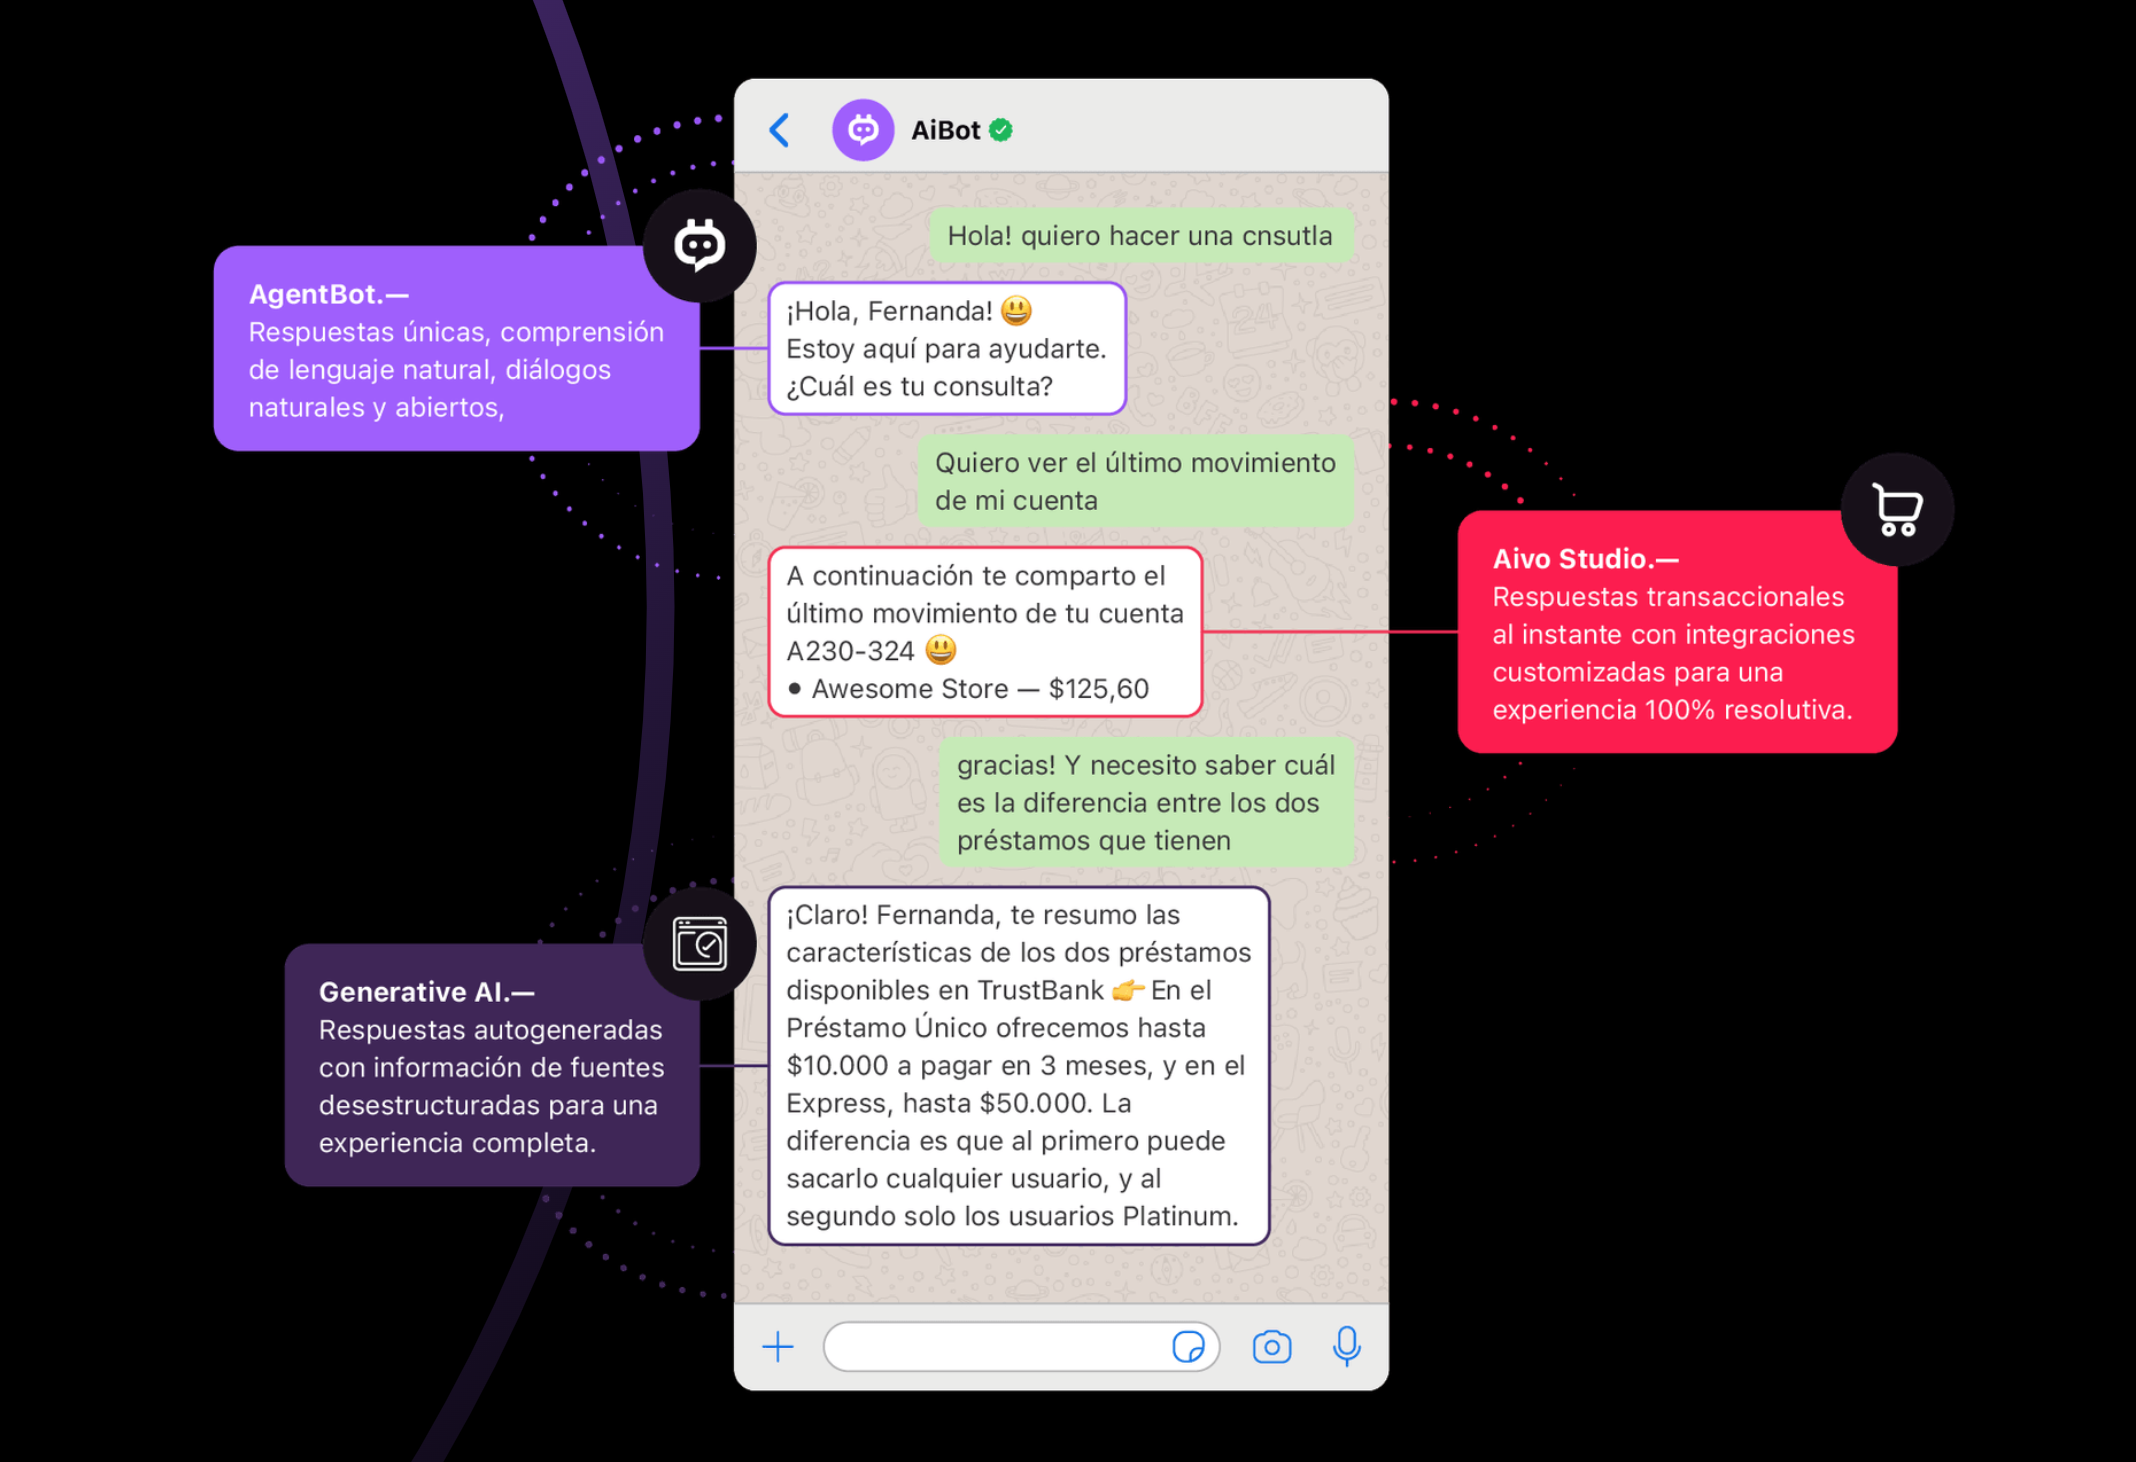 AiBot
Hola! quiero hacer una cnsutla
AgentBot.—
Respuestas únicas, comprensión
de lenguaje natural, diálogos
naturales y abiertos,
¡Hola, Fernanda! 😃
Estoy aquí para ayudarte.
¿Cuál es tu consulta?
Quiero ver el último movimiento
de mi cuenta
A continuación te comparto el
último movimiento de tu cuenta
A230-324 😃
• Awesome Store — $125,60
Aivo Studio.—
Respuestas transaccionales
al instante con integraciones
customizadas para una
experiencia 100% resolutiva.
gracias! Y necesito saber cuál
es la diferencia entre los dos
préstamos que tienen
Generative AI.—
Respuestas autogeneradas
con información de fuentes
desestructuradas para una
experiencia completa.
¡Claro! Fernanda, te resumo las
características de los dos préstamos
disponibles en TrustBank 👉 En el
Préstamo Único ofrecemos hasta
$10.000 a pagar en 3 meses, y en el
Express, hasta $50.000. La
diferencia es que al primero puede
sacarlo cualquier usuario, y al
segundo solo los usuarios Platinum.